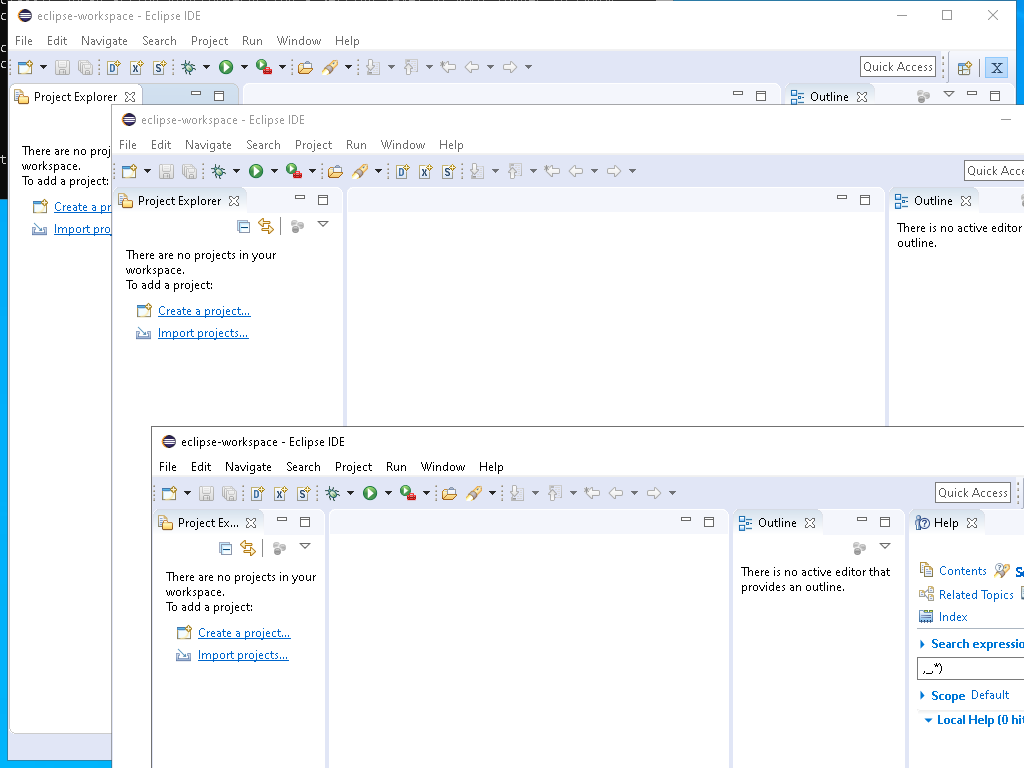 eclipse-workspace - Eclipse IDE
File Edit Navigate Search Project Run Window Help
Quick Access
Project Explorer
Outline
There are no proj
workspace.
To add a project:
Create a pr
Import pro
eclipse-workspace - Eclipse IDE
File Edit Navigate Search Project Run Window Help
Quick Acce
Project Explorer
Outline
There are no projects in your
workspace.
To add a project:
Create a project...
Import projects...
There is no active editor
outline.
eclipse-workspace - Eclipse IDE
File Edit Navigate Search Project Run Window Help
Quick Access
Project Ex...
Outline
Help
There are no projects in your
workspace.
To add a project:
Create a project...
Import projects...
There is no active editor that
provides an outline.
Contents
Related Topics
Index
Search expressio
,_*)
Scope Default
Local Help (0 hit